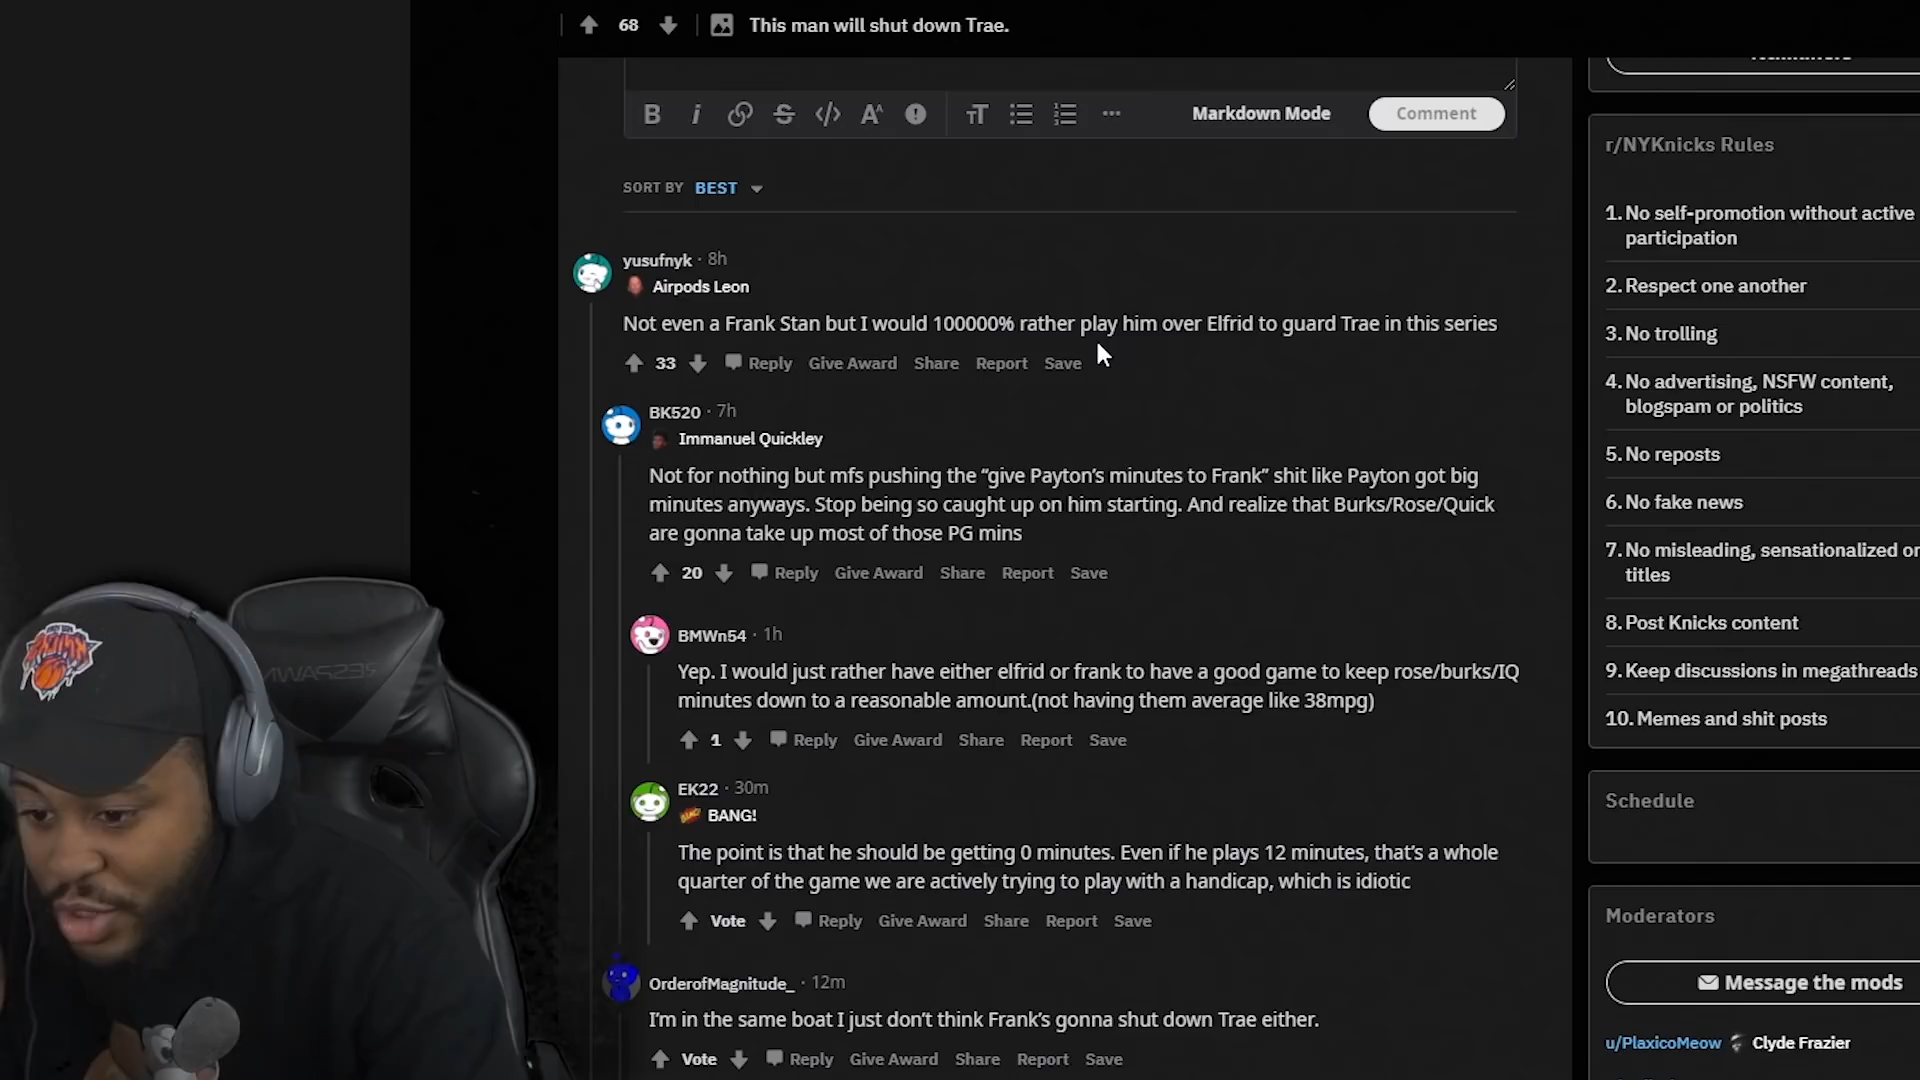 68 This man will shut down Trae.
B i Markdown Mode Comment
SORT BY BEST
yusufnyk · 8h
Airpods Leon
Not even a Frank Stan but I would 100000% rather play him over Elfrid to guard Trae in this series
33 Reply Give Award Share Report Save
BK520 · 7h
Immanuel Quickley
Not for nothing but mfs pushing the “give Payton’s minutes to Frank” shit like Payton got big
minutes anyways. Stop being so caught up on him starting. And realize that Burks/Rose/Quick
are gonna take up most of those PG mins
20 Reply Give Award Share Report Save
BMWn54 · 1h
Yep. I would just rather have either elfrid or frank to have a good game to keep rose/burks/IQ
minutes down to a reasonable amount.(not having them average like 38mpg)
1 Reply Give Award Share Report Save
EK22 · 30m
BANG!
The point is that he should be getting 0 minutes. Even if he plays 12 minutes, that’s a whole
quarter of the game we are actively trying to play with a handicap, which is idiotic
Vote Reply Give Award Share Report Save
OrderofMagnitude_ · 12m
I’m in the same boat I just don’t think Frank’s gonna shut down Trae either.
Vote Reply Give Award Share Report Save
r/NYKnicks Rules
1. No self-promotion without active
participation
2. Respect one another
3. No trolling
4. No advertising, NSFW content,
blogspam or politics
5. No reposts
6. No fake news
7. No misleading, sensationalized or
titles
8. Post Knicks content
9. Keep discussions in megathreads
10. Memes and shit posts
Schedule
Moderators
Message the mods
u/PlaxicoMeow Clyde Frazier
RESPAWN